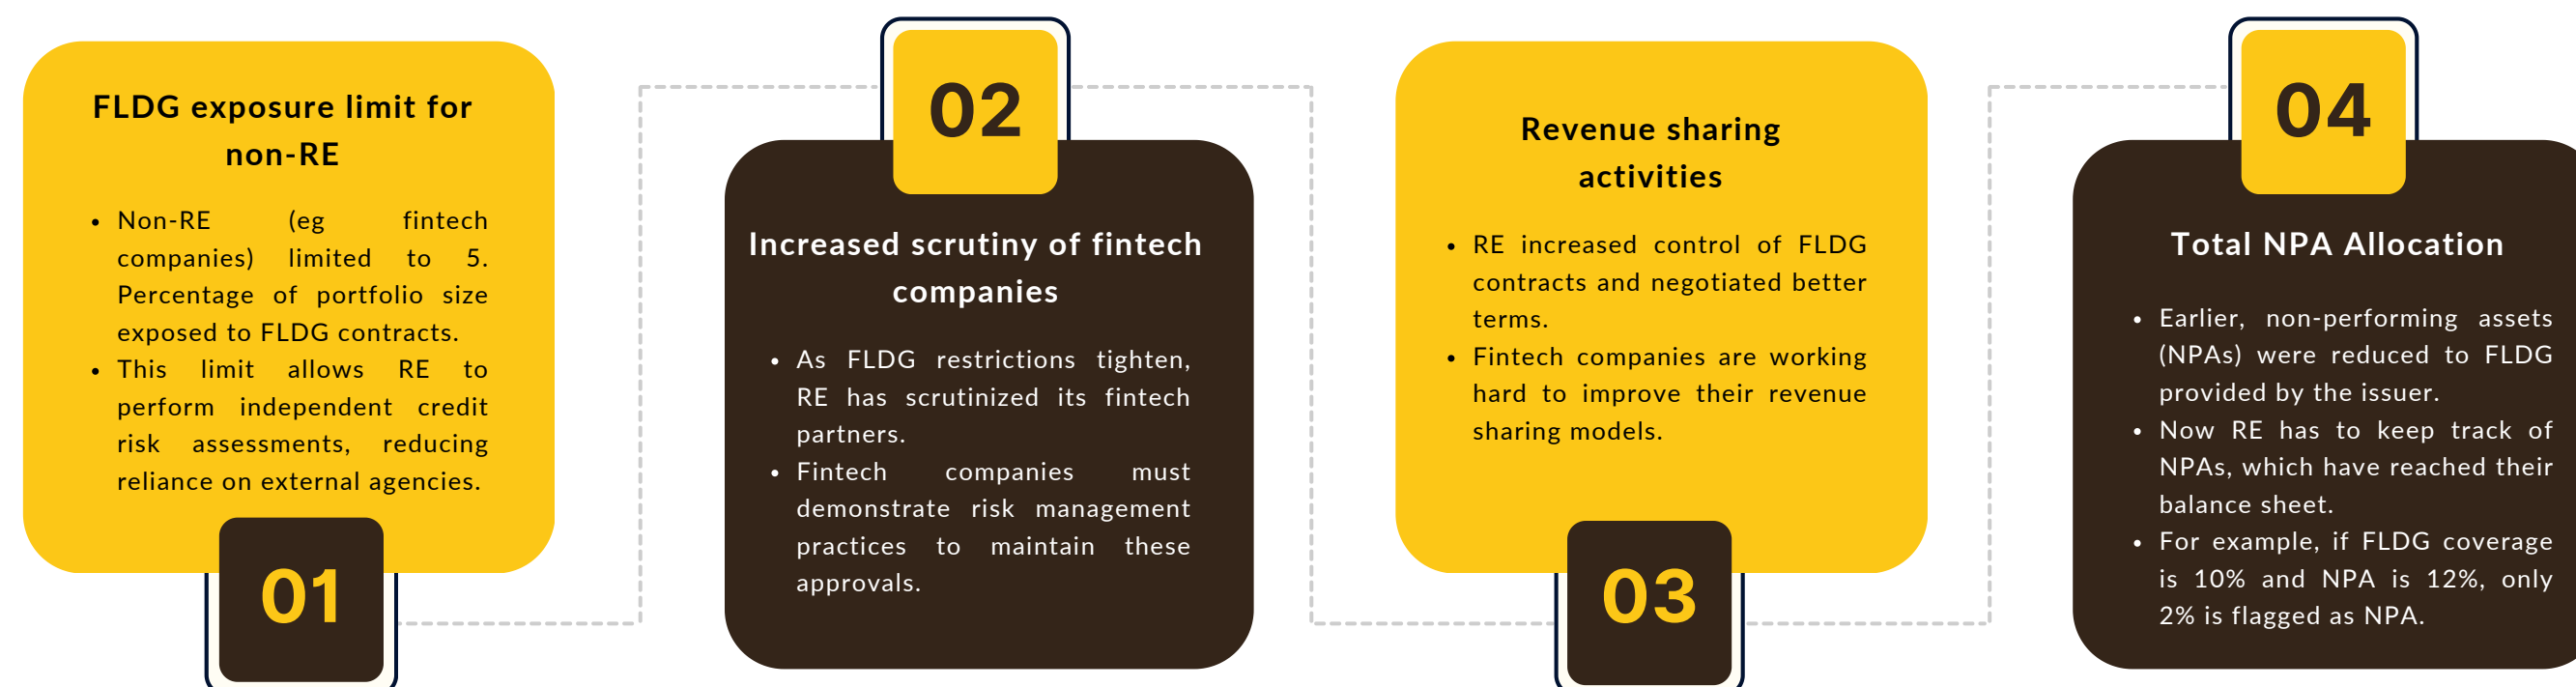 FLDG exposure limit for
non-RE
• Non-RE (eg fintech
companies) limited to 5.
Percentage of portfolio size
exposed to FLDG contracts.
• This limit allows RE to
perform independent credit
risk assessments, reducing
reliance on external agencies.
01
02
Increased scrutiny of fintech
companies
• As FLDG restrictions tighten,
RE has scrutinized its fintech
partners.
• Fintech companies must
demonstrate risk management
practices to maintain these
approvals.
Revenue sharing
activities
• RE increased control of FLDG
contracts and negotiated better
terms.
• Fintech companies are working
hard to improve their revenue
sharing models.
03
04
Total NPA Allocation
• Earlier, non-performing assets
(NPAs) were reduced to FLDG
provided by the issuer.
• Now RE has to keep track of
NPAs, which have reached their
balance sheet.
• For example, if FLDG coverage
is 10% and NPA is 12%, only
2% is flagged as NPA.